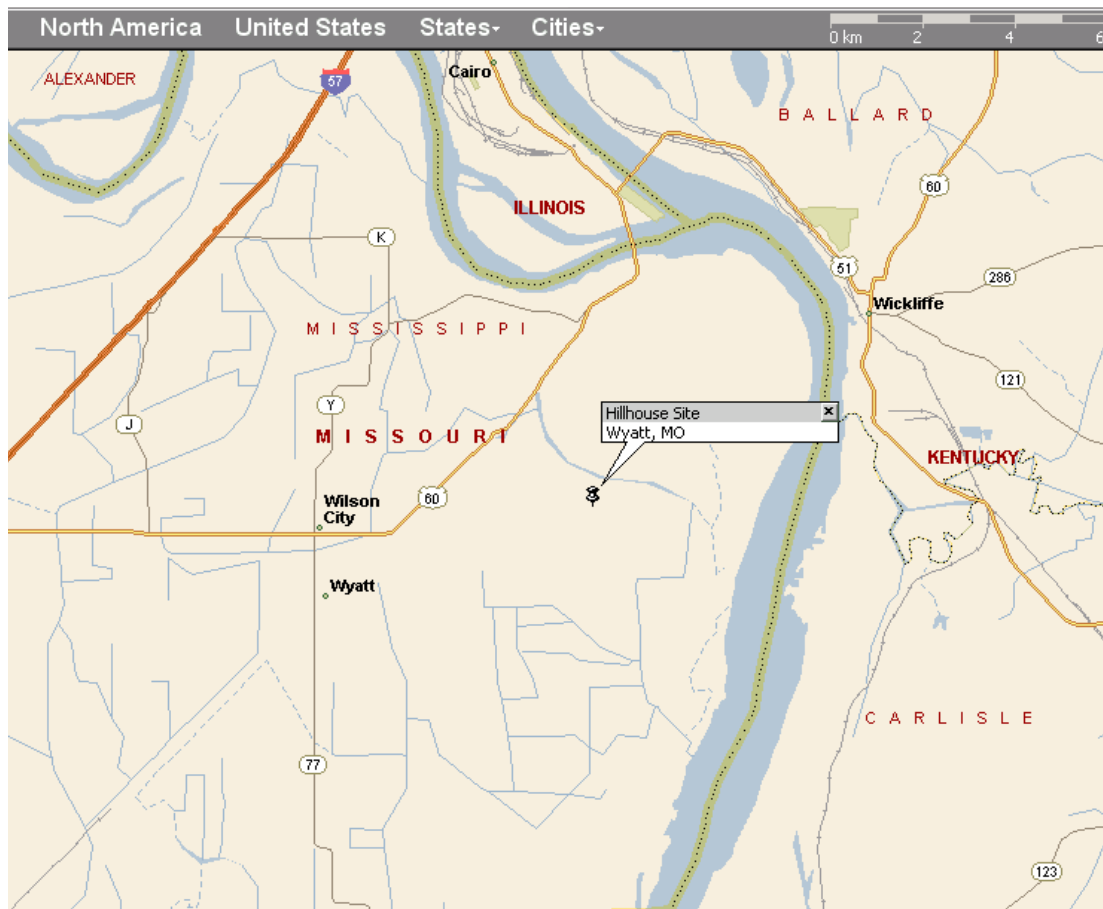 North America United States States Cities
0 km 2 4 6
ALEXANDER
57
Cairo
BALLARD
60
ILLINOIS
K
51
286
Wickliffe
MISSISSIPPI
121
Y
J
Hillhouse Site
Wyatt, MO
MISSOURI
KENTUCKY
60
Wilson
City
Wyatt
CARLISLE
77
123